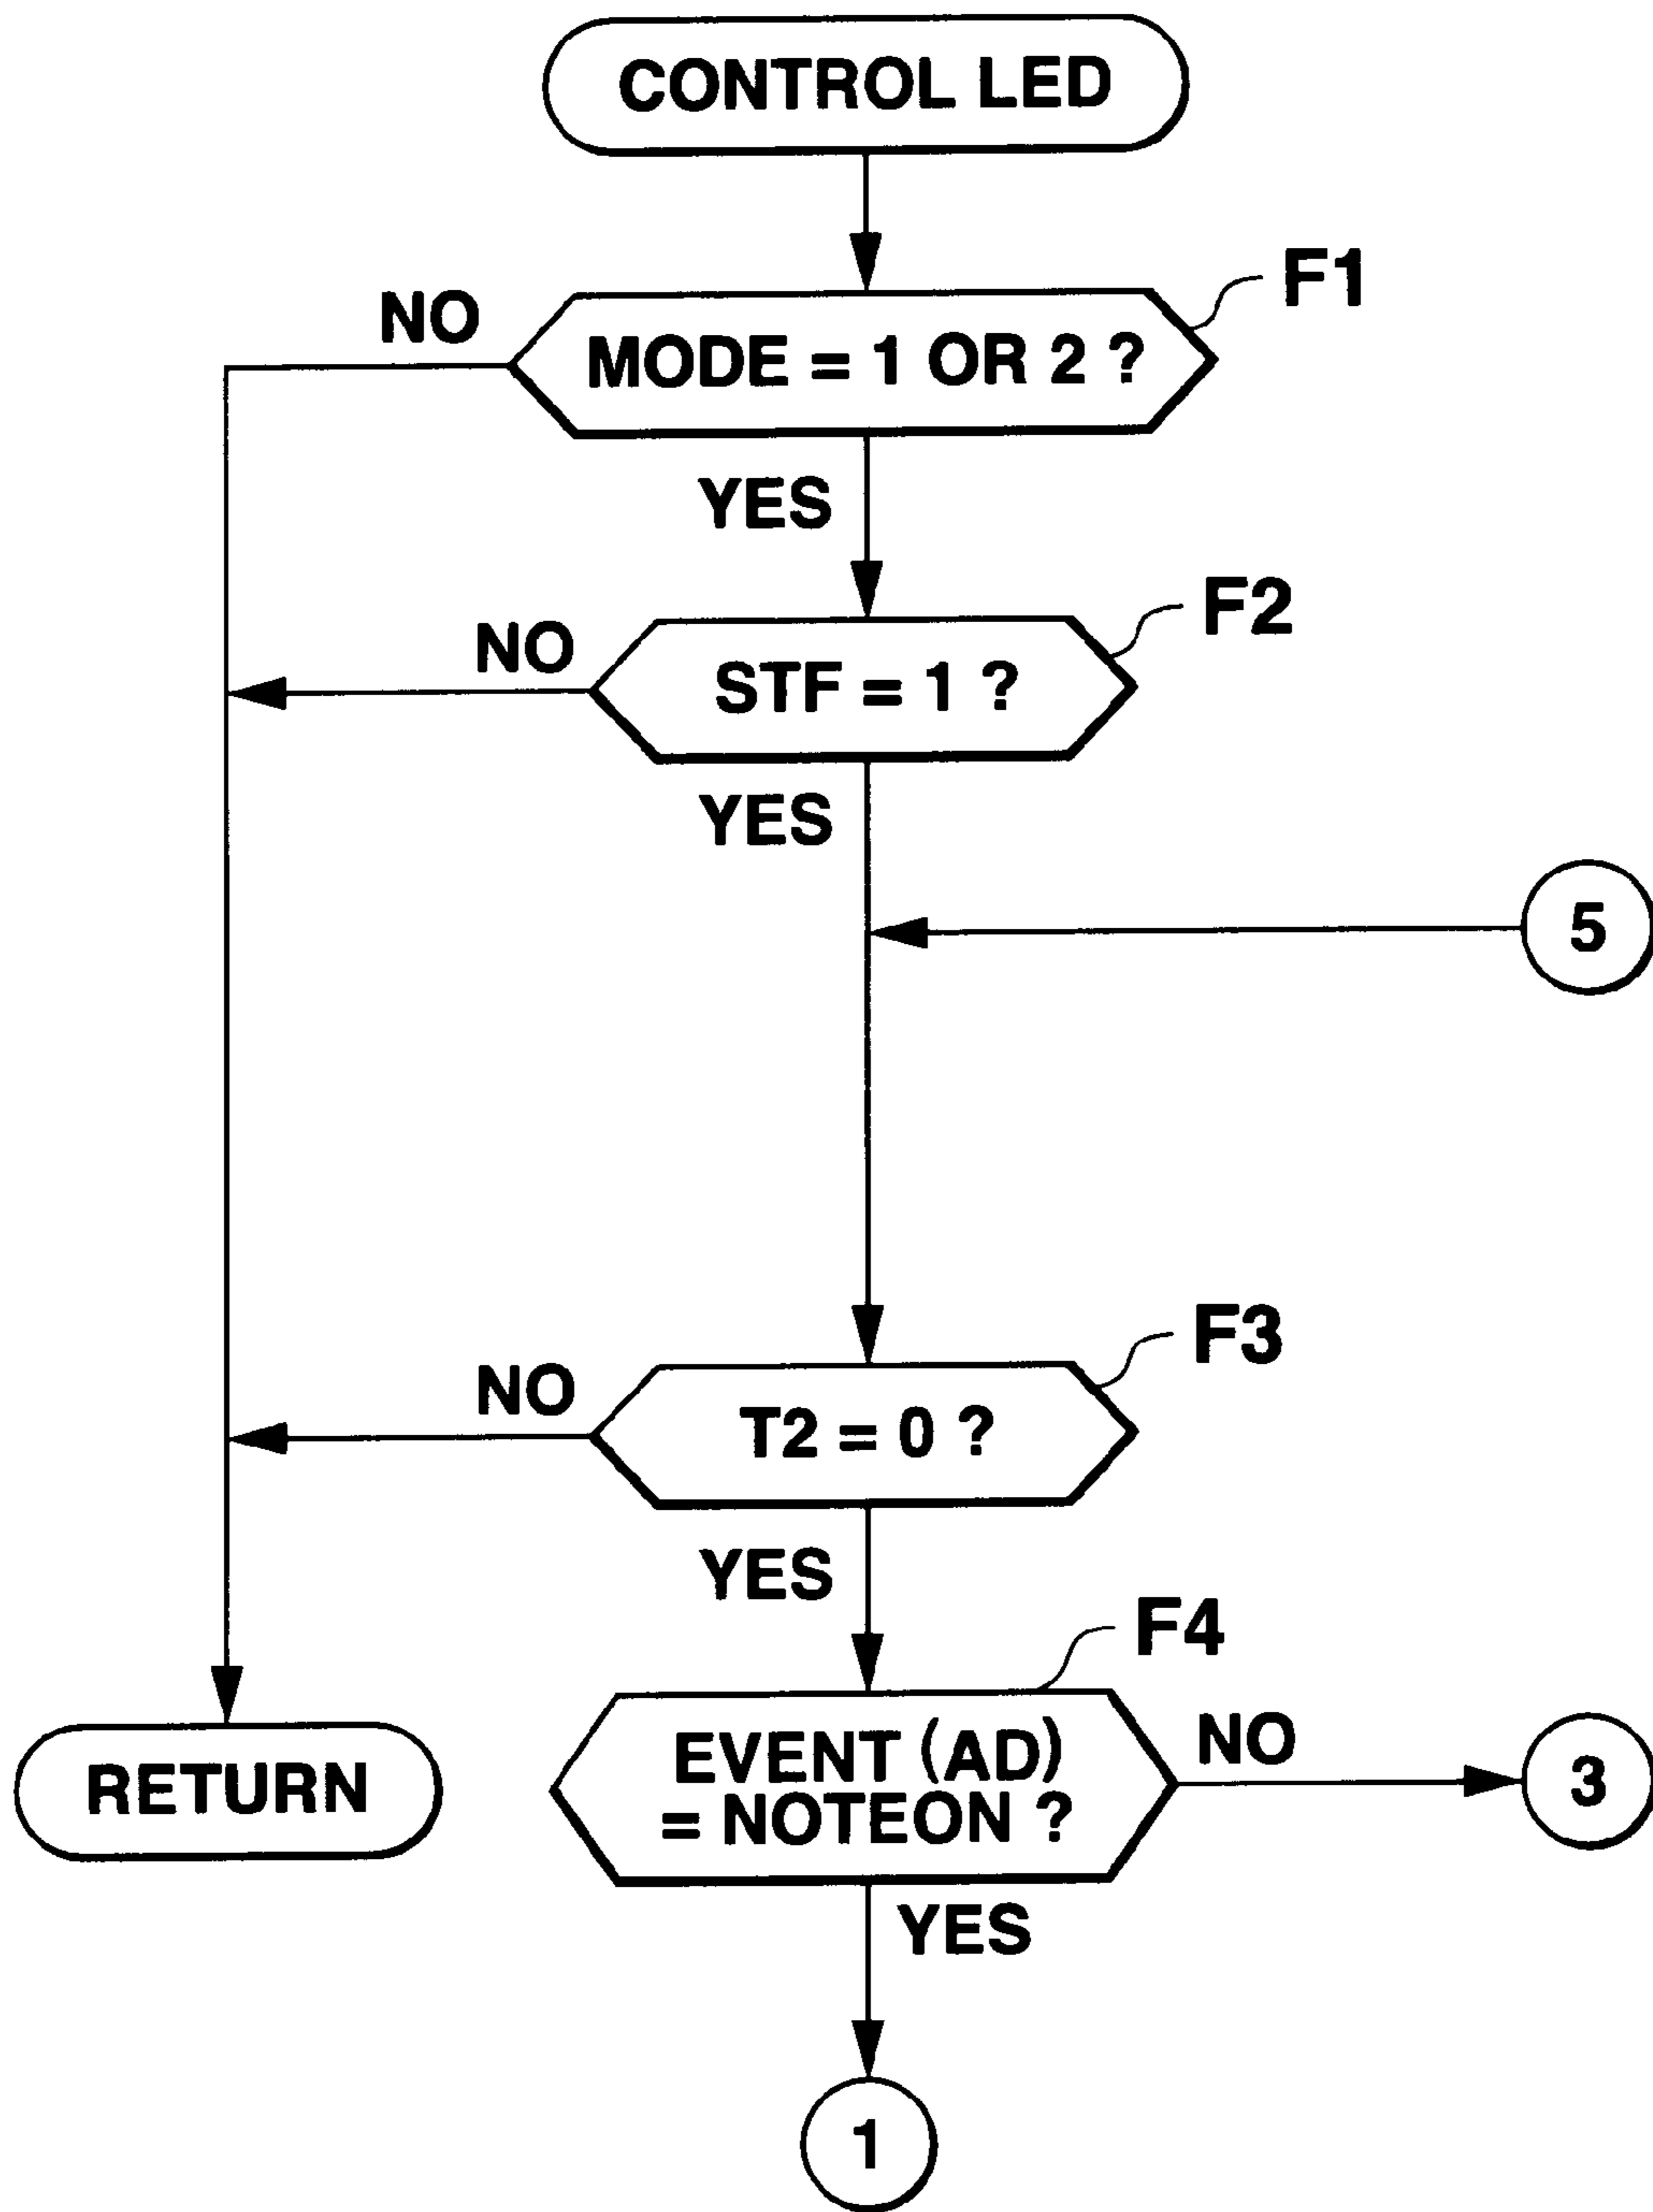 CONTROL LED
F1
NO
MODE = 1 OR 2 ?
YES
F2
NO
STF = 1 ?
YES
5
F3
NO
T2 = 0 ?
YES
F4
EVENT (AD)
= NOTEON ?
NO
3
RETURN
YES
1